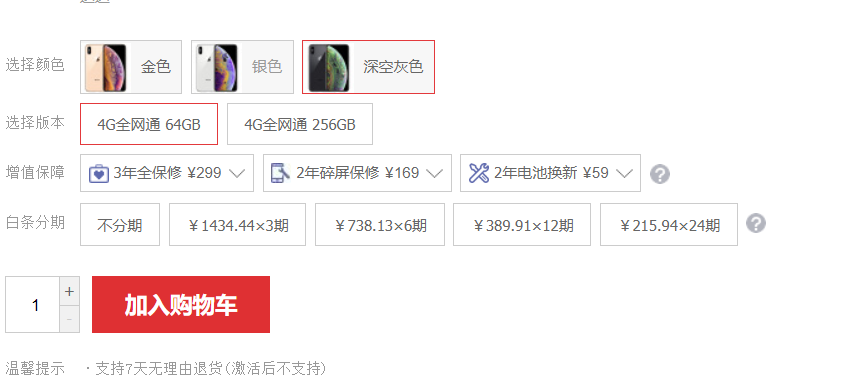 选择颜色 金色 银色 深空灰色
选择版本 4G全网通 64GB 4G全网通 256GB
增值保障 3年全保修 ¥299 2年碎屏保修 ¥169 2年电池换新 ¥59 ?
白条分期 不分期 ￥1434.44×3期 ￥738.13×6期 ￥389.91×12期 ￥215.94×24期 ?
1 + - 加入购物车
温馨提示 ·支持7天无理由退货(激活后不支持)